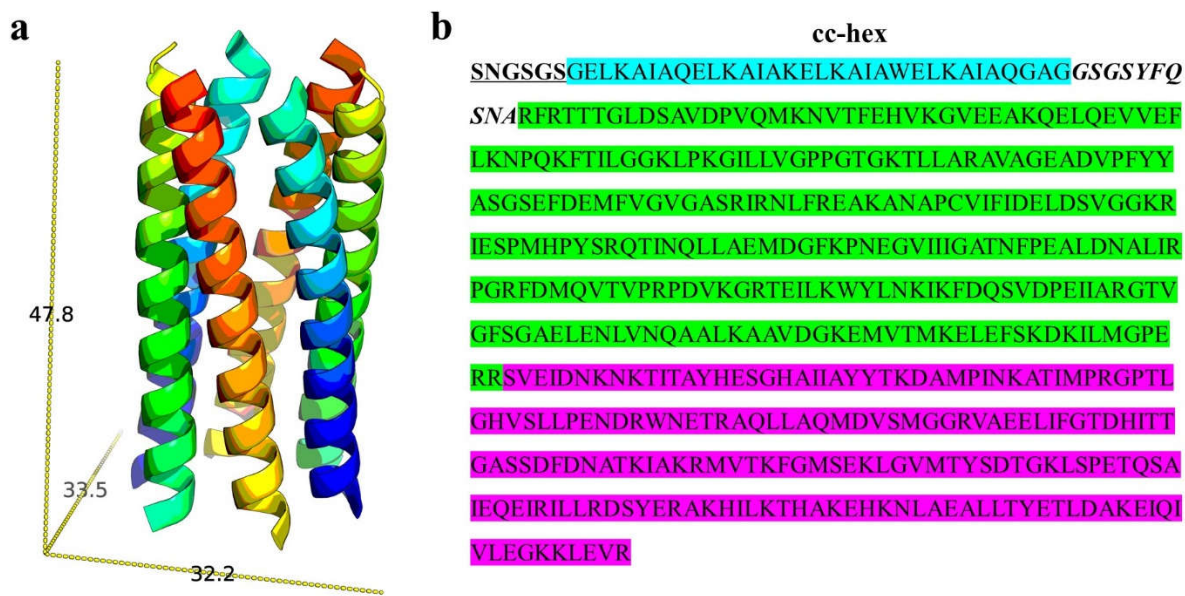 a
47.8
33.5
32.2
b
cc-hex
SNGSGSGELKAIAQELKAIAKELKAIAWELKAIAQGAGGSGSYFQ
SNARFRTTTGLDSAVDPVQMKNVTFEHVKGVEEAKQELQEVVEF
LKNPQKFTILGGKLPKGILLVGPPGTGKTLLARAVAGEADVPFYY
ASGSEFDEMFVGVGASRIRNLFREAKANAPCVIFIDELDSVGGKR
IESPMHPYSRQTINQLLAEMDGFKPNEGVIIIGATNFPEALDNALIR
PGRFDMQVTVPRPDVKGRTEILKWYLNKIKFDQSVDPEIIARGTV
GFSGAELENLVNQAALKAAVDGKEMVTMKELEFSKDKILMGPE
RRSVEIDNKNKTITAYHESGHAIIAYYTKDAMPINKATIMPRGPTL
GHVSLLPENDRWNETRAQLLAQMDVSMGGRVAEELIFGTDHITT
GASSDFDNATKIAKRMVTKFGMSEKLGVMTYSDTGKLSPETQSA
IEQEIRILLRDSYERAKHILKTHAKEHKNLAEALLTYETLDAKEIQI
VLEGKKLEVR